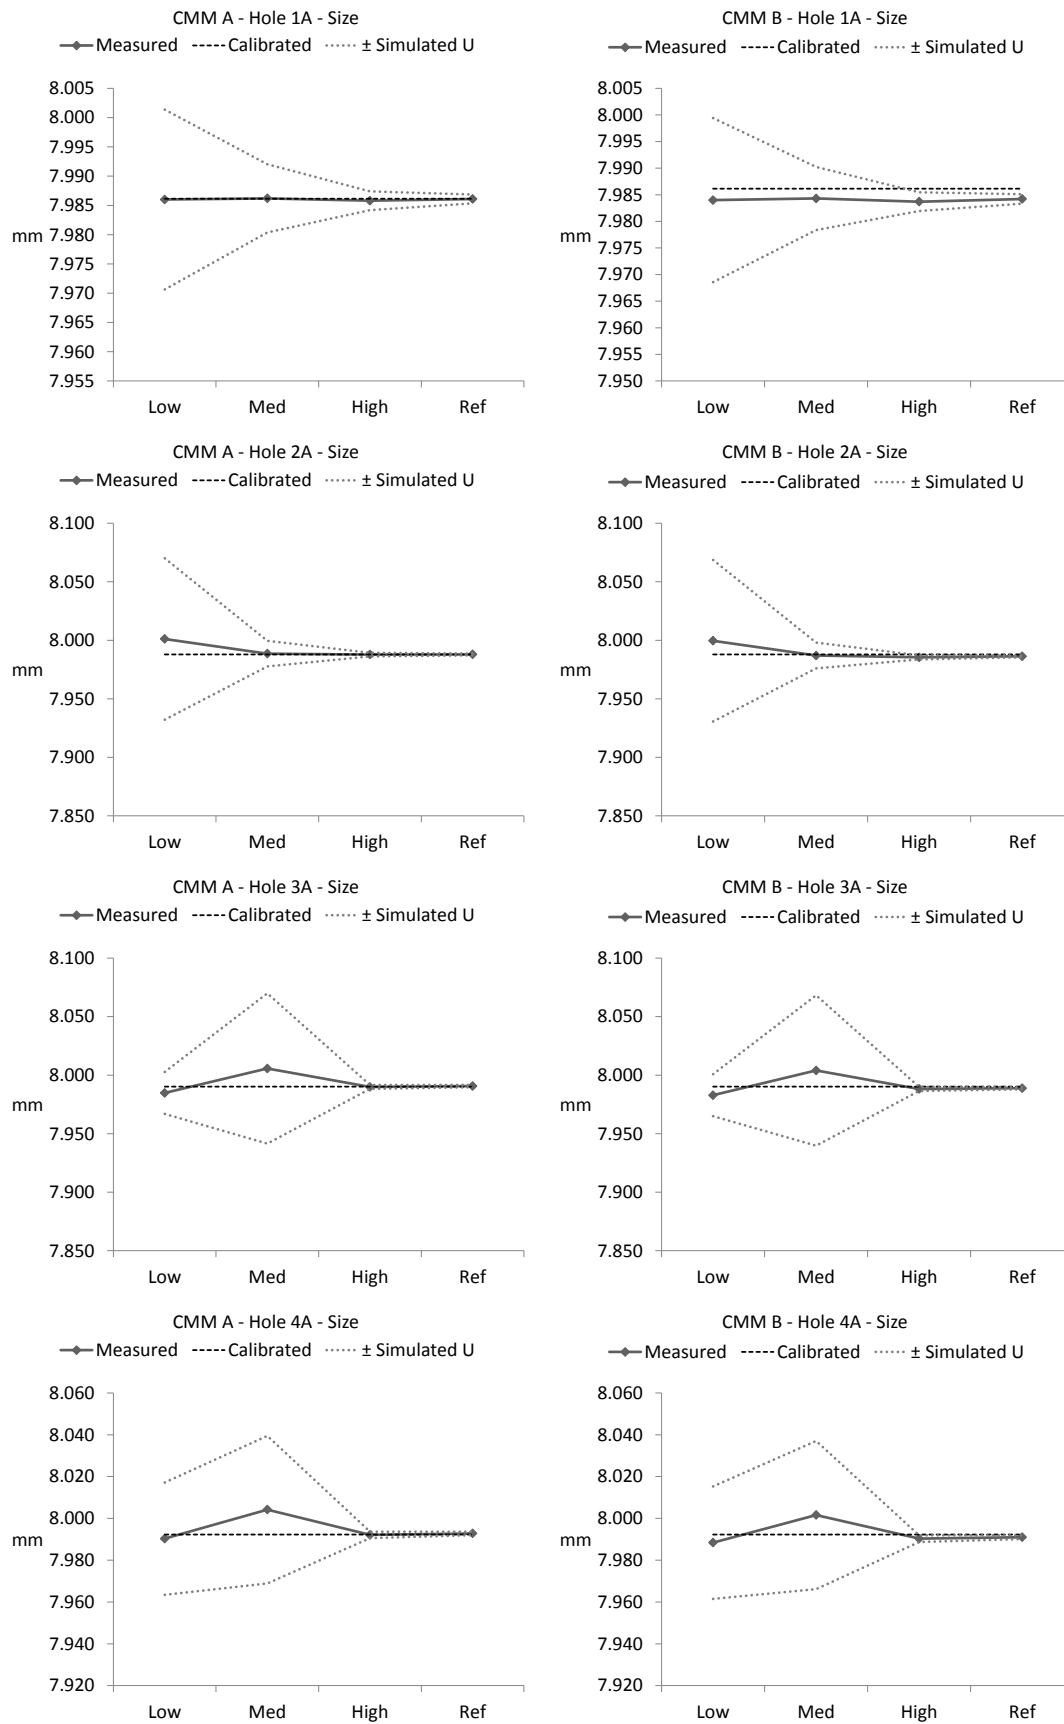 CMM A - Hole 1A - Size
Measured Calibrated ± Simulated U
8.005
8.000
7.995
7.990
7.985
7.980
7.975
7.970
7.965
7.960
7.955
mm
Low Med High Ref
CMM B - Hole 1A - Size
Measured Calibrated ± Simulated U
8.005
8.000
7.995
7.990
7.985
7.980
7.975
7.970
7.965
7.960
7.955
7.950
mm
Low Med High Ref
CMM A - Hole 2A - Size
Measured Calibrated ± Simulated U
8.100
8.050
8.000
7.950
7.900
7.850
mm
Low Med High Ref
CMM B - Hole 2A - Size
Measured Calibrated ± Simulated U
8.100
8.050
8.000
7.950
7.900
7.850
mm
Low Med High Ref
CMM A - Hole 3A - Size
Measured Calibrated ± Simulated U
8.100
8.050
8.000
7.950
7.900
7.850
mm
Low Med High Ref
CMM B - Hole 3A - Size
Measured Calibrated ± Simulated U
8.100
8.050
8.000
7.950
7.900
7.850
mm
Low Med High Ref
CMM A - Hole 4A - Size
Measured Calibrated ± Simulated U
8.060
8.040
8.020
8.000
7.980
7.960
7.940
7.920
mm
Low Med High Ref
CMM B - Hole 4A - Size
Measured Calibrated ± Simulated U
8.060
8.040
8.020
8.000
7.980
7.960
7.940
7.920
mm
Low Med High Ref